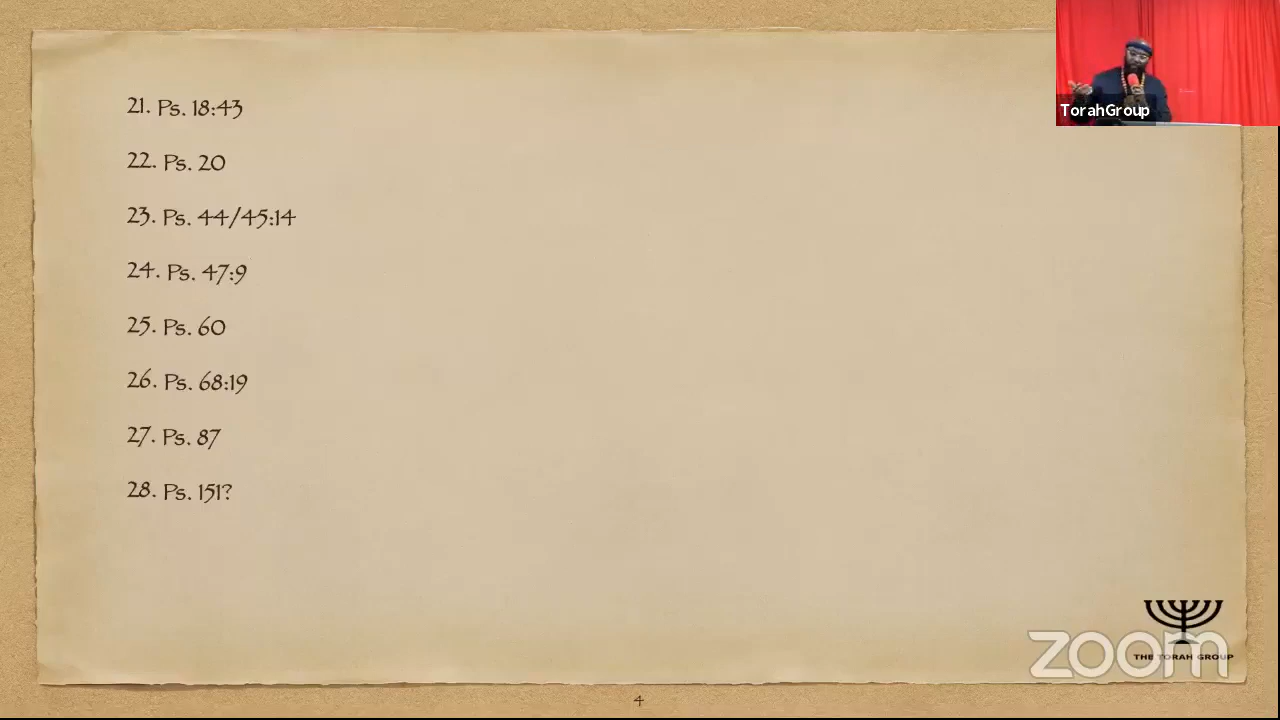 TorahGroup
21. Ps. 18:43
22. Ps. 20
23. Ps. 44/45:14
24. Ps. 47:9
25. Ps. 60
26. Ps. 68:19
27. Ps. 87
28. Ps. 151?
zoom
THE TORAH GROUP
4